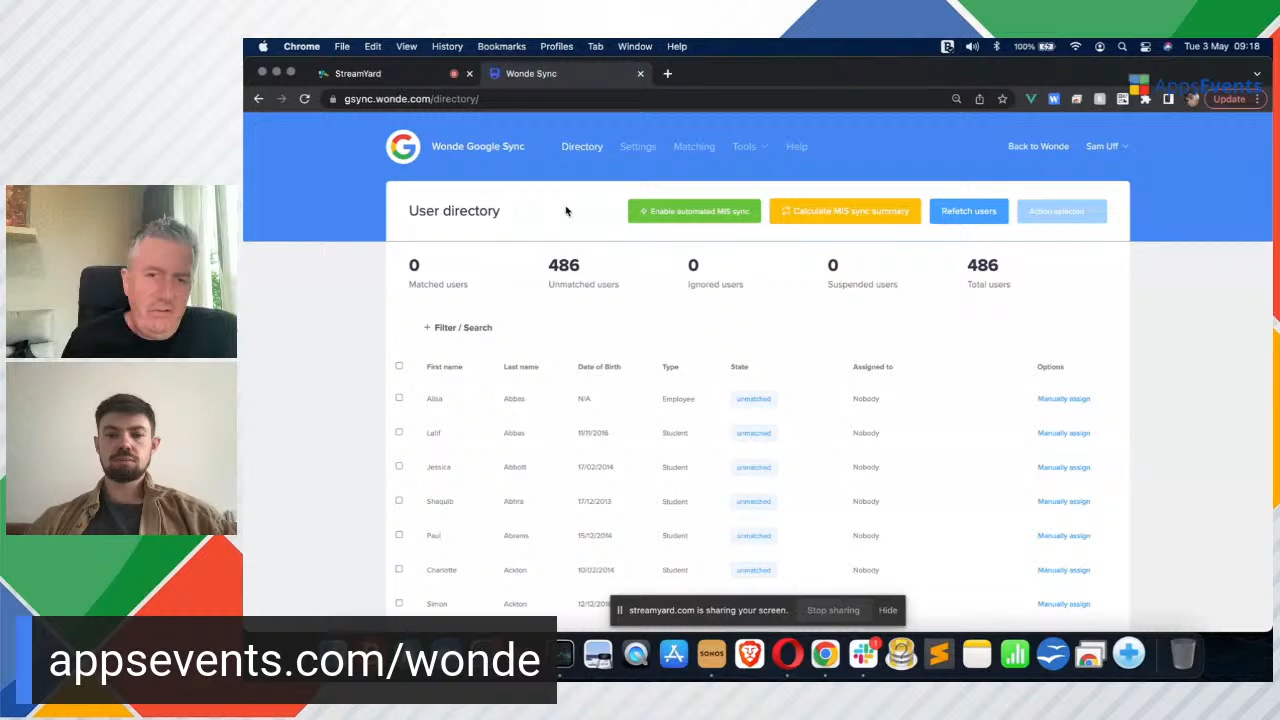 Chrome File Edit View History Bookmarks Profiles Tab Window Help 100% Tue 3 May 09:18
StreamYard Wonde Sync
gsync.wonde.com/directory/ Update
AppsEvents
Wonde Google Sync Directory Settings Matching Tools Help Back to Wonde Sam Uff
User directory Enable automated MIS sync Calculate MIS sync summary Refetch users Action selected
0 486 0 0 486
Matched users Unmatched users Ignored users Suspended users Total users
+ Filter / Search
First name Last name Date of Birth Type State Assigned to Options
Alisa Abbas N/A Employee unmatched Nobody Manually assign
Latif Abbas 11/11/2016 Student unmatched Nobody Manually assign
Jessica Abbott 17/02/2014 Student unmatched Nobody Manually assign
Shaquib Abhra 17/12/2013 Student unmatched Nobody Manually assign
Paul Abrams 15/12/2014 Student unmatched Nobody Manually assign
Charlotte Ackton 10/02/2014 Student unmatched Nobody Manually assign
Simon Ackton Manually assign
streamyard.com is sharing your screen. Stop sharing Hide
SONOS 1
appsevents.com/wonde